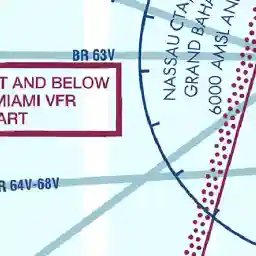 BR 63V
T AND BELOW
MIAMI VFR
ART
R 64V-68V
NASSAU CTA
GRAND BAHA
6000 AMSL AN